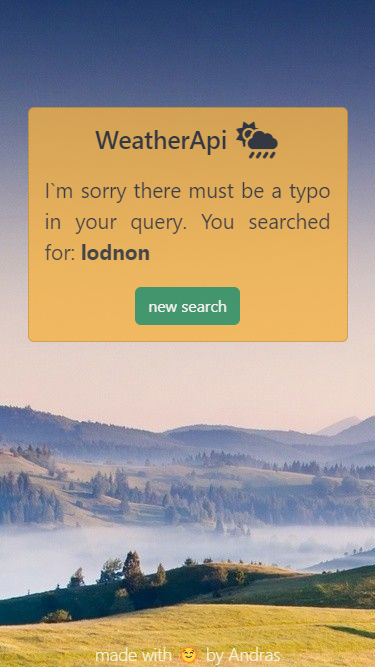 WeatherApi
I`m sorry there must be a typo
in your query. You searched
for: lodnon
new search
made with 😊 by Andras